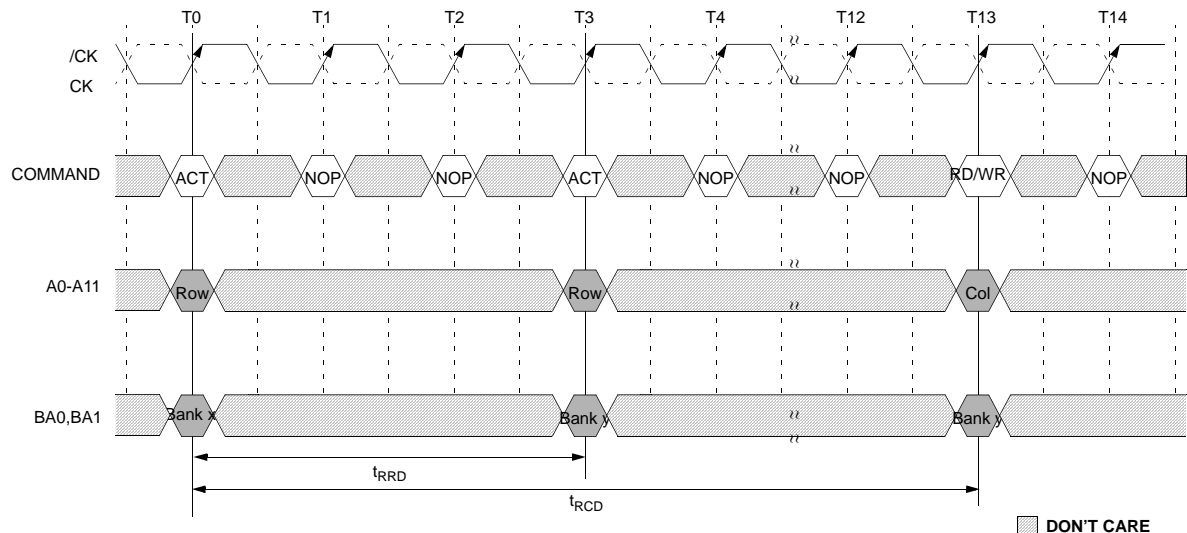 T0 T1 T2 T3 T4 T12 T13 T14
/CK
CK
COMMAND ACT NOP NOP ACT NOP NOP RD/WR NOP
A0-A11 Row Row Col
BA0,BA1 Bank x Bank y Bank y
tRRD
tRCD
DON'T CARE